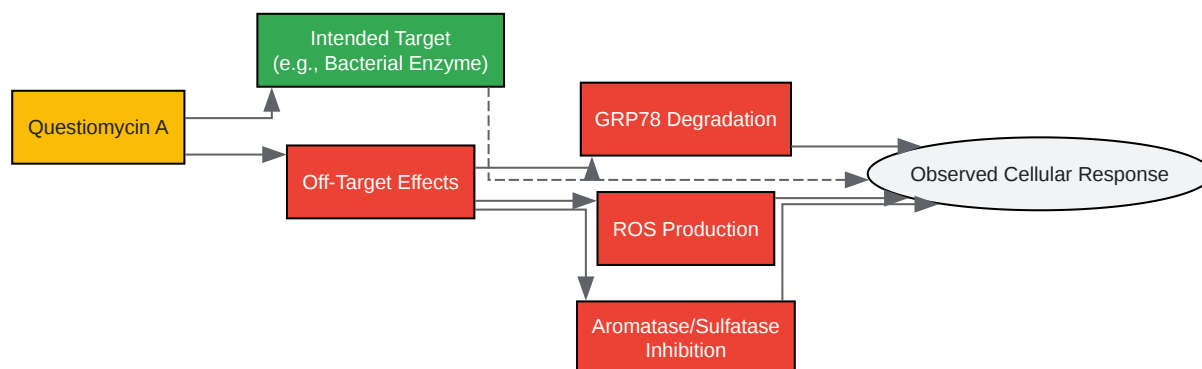 Intended Target
(e.g., Bacterial Enzyme)
Questiomycin A
GRP78 Degradation
Off-Target Effects
Observed Cellular Response
ROS Production
Aromatase/Sulfatase
Inhibition